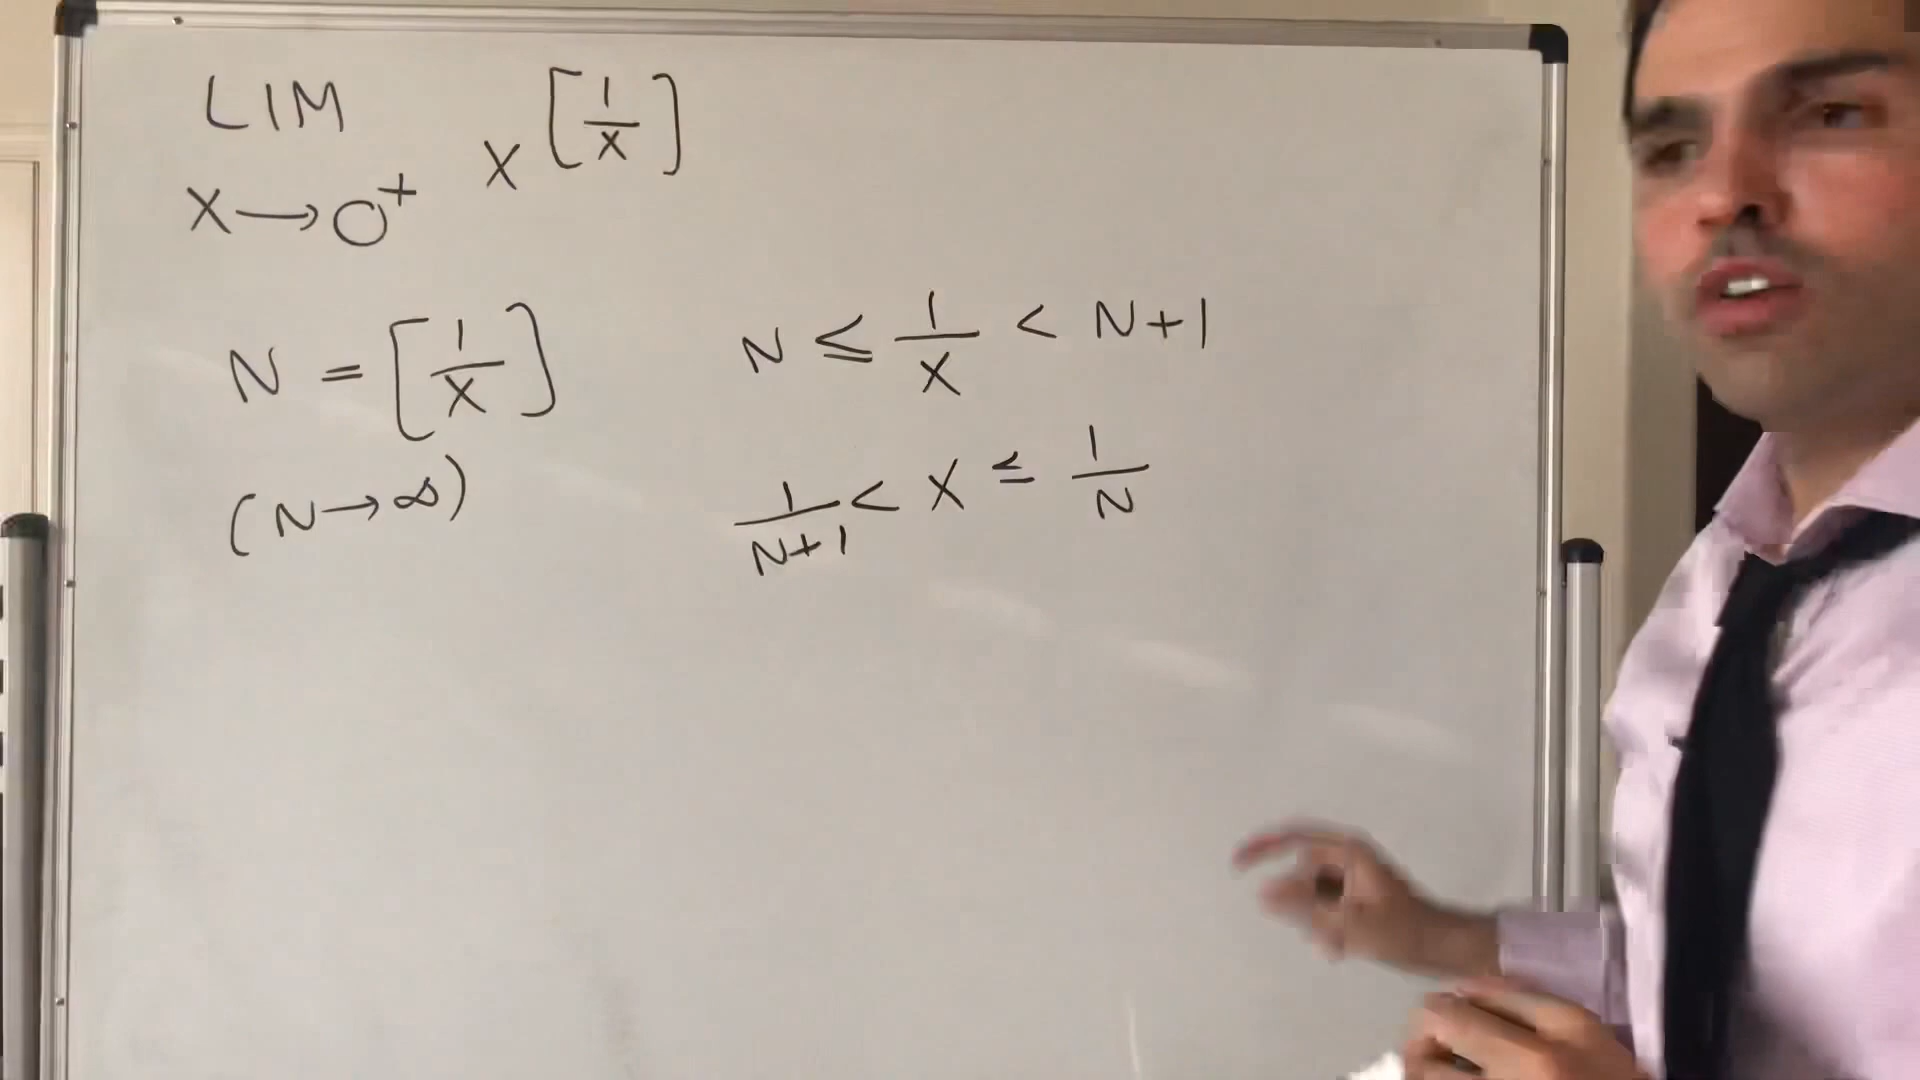 LIM x→0⁺ x^[1/x]
N = [1/x]
(N→∞)
N ≤ 1/x < N+1
1/(N+1) < x ≤ 1/N